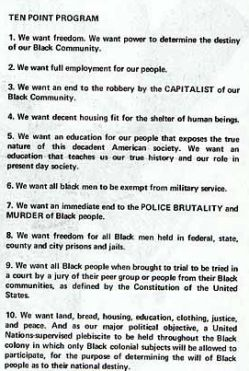 TEN POINT PROGRAM
1. We want freedom. We want power to determine the destiny
of our Black Community.
2. We want full employment for our people.
3. We want an end to the robbery by the CAPITALIST of our
Black Community.
4. We want decent housing fit for the shelter of human beings.
5. We want an education for our people that exposes the true
nature of this decadent American society. We want an
education that teaches us our true history and our role in
present day society.
6. We want all black men to be exempt from military service.
7. We want an immediate end to the POLICE BRUTALITY and
MURDER of Black people.
8. We want freedom for all Black men held in federal, state,
county and city prisons and jails.
9. We want all Black people when brought to trial to be tried in
a court by a jury of their peer group or people from their Black
communities, as defined by the Constitution of the United
States.
10. We want land, bread, housing, education, clothing, justice,
and peace. And as our major political objective, a United
Nations-supervised plebiscite to be held throughout the Black
colony in which only Black colonial subjects will be allowed to
participate, for the purpose of determining the will of Black
people as to their national destiny.